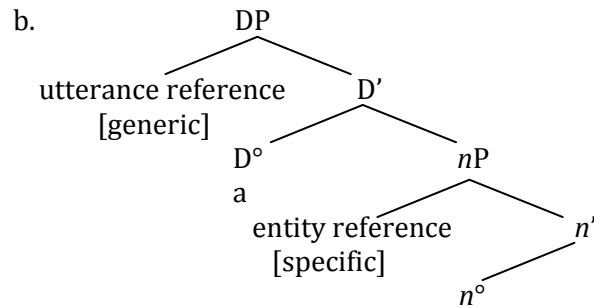 b. DP
utterance reference D’
[generic]
D° nP
a
entity reference n’
[specific]
n°